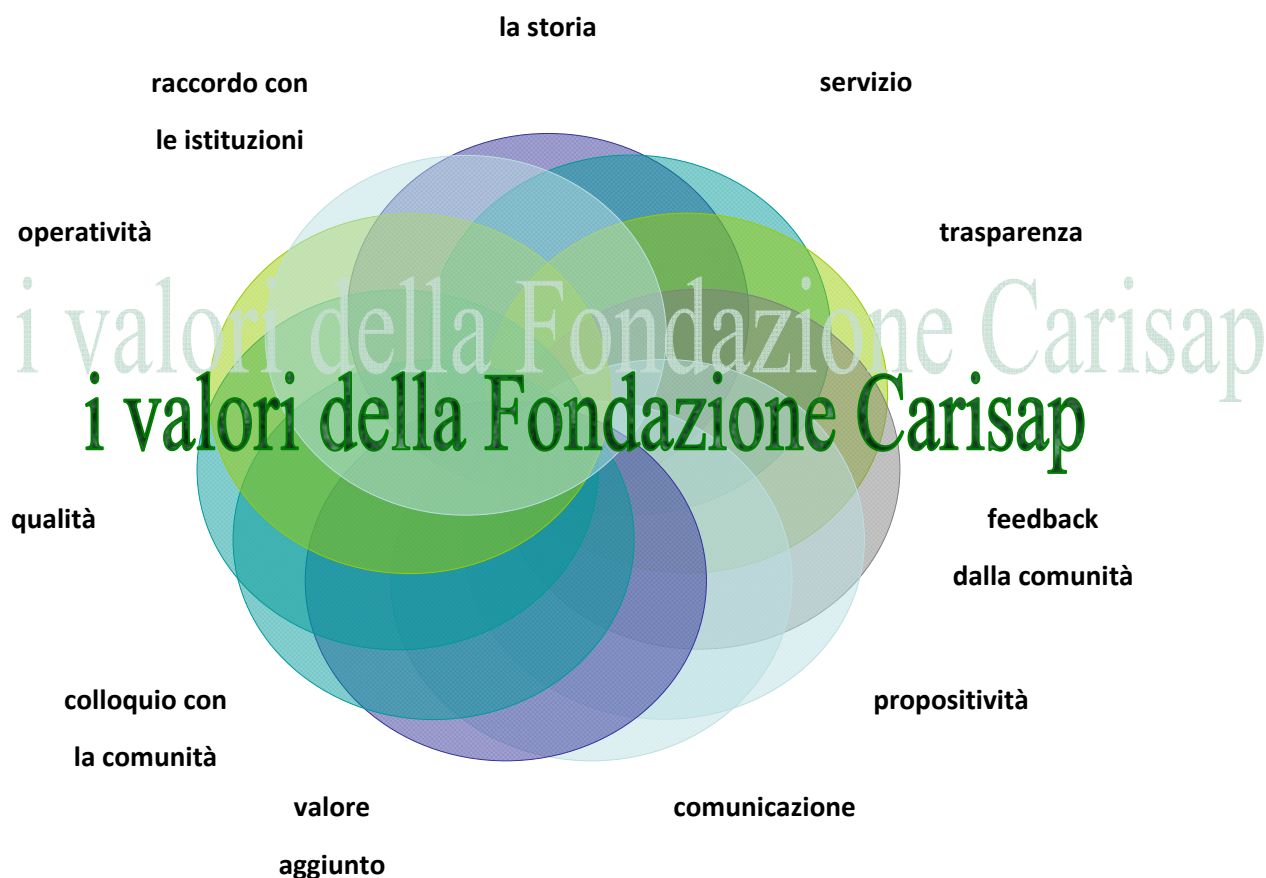 la storia
raccordo con
le istituzioni
servizio
operatività
trasparenza
i valori della Fondazione Carisap
i valori della Fondazione Carisap
qualità
feedback
dalla comunità
colloquio con
la comunità
propositività
valore
aggiunto
comunicazione